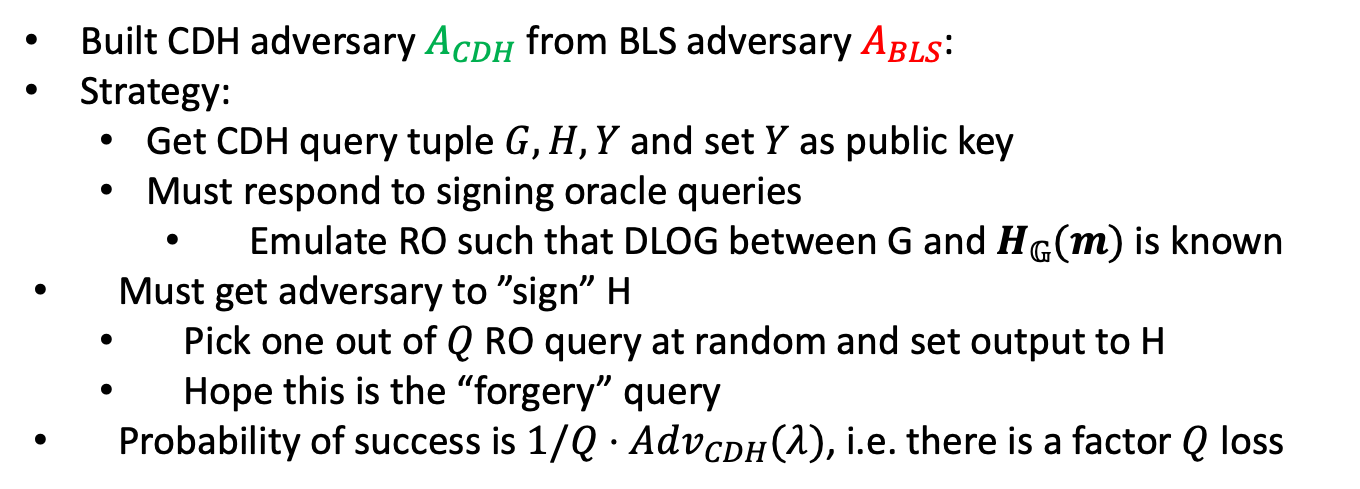 • Built CDH adversary A_CDH from BLS adversary A_BLS:
• Strategy:
• Get CDH query tuple G, H, Y and set Y as public key
• Must respond to signing oracle queries
• Emulate RO such that DLOG between G and H_𝔾(m) is known
• Must get adversary to ”sign” H
• Pick one out of Q RO query at random and set output to H
• Hope this is the “forgery” query
• Probability of success is 1/Q · Adv_CDH(λ), i.e. there is a factor Q loss